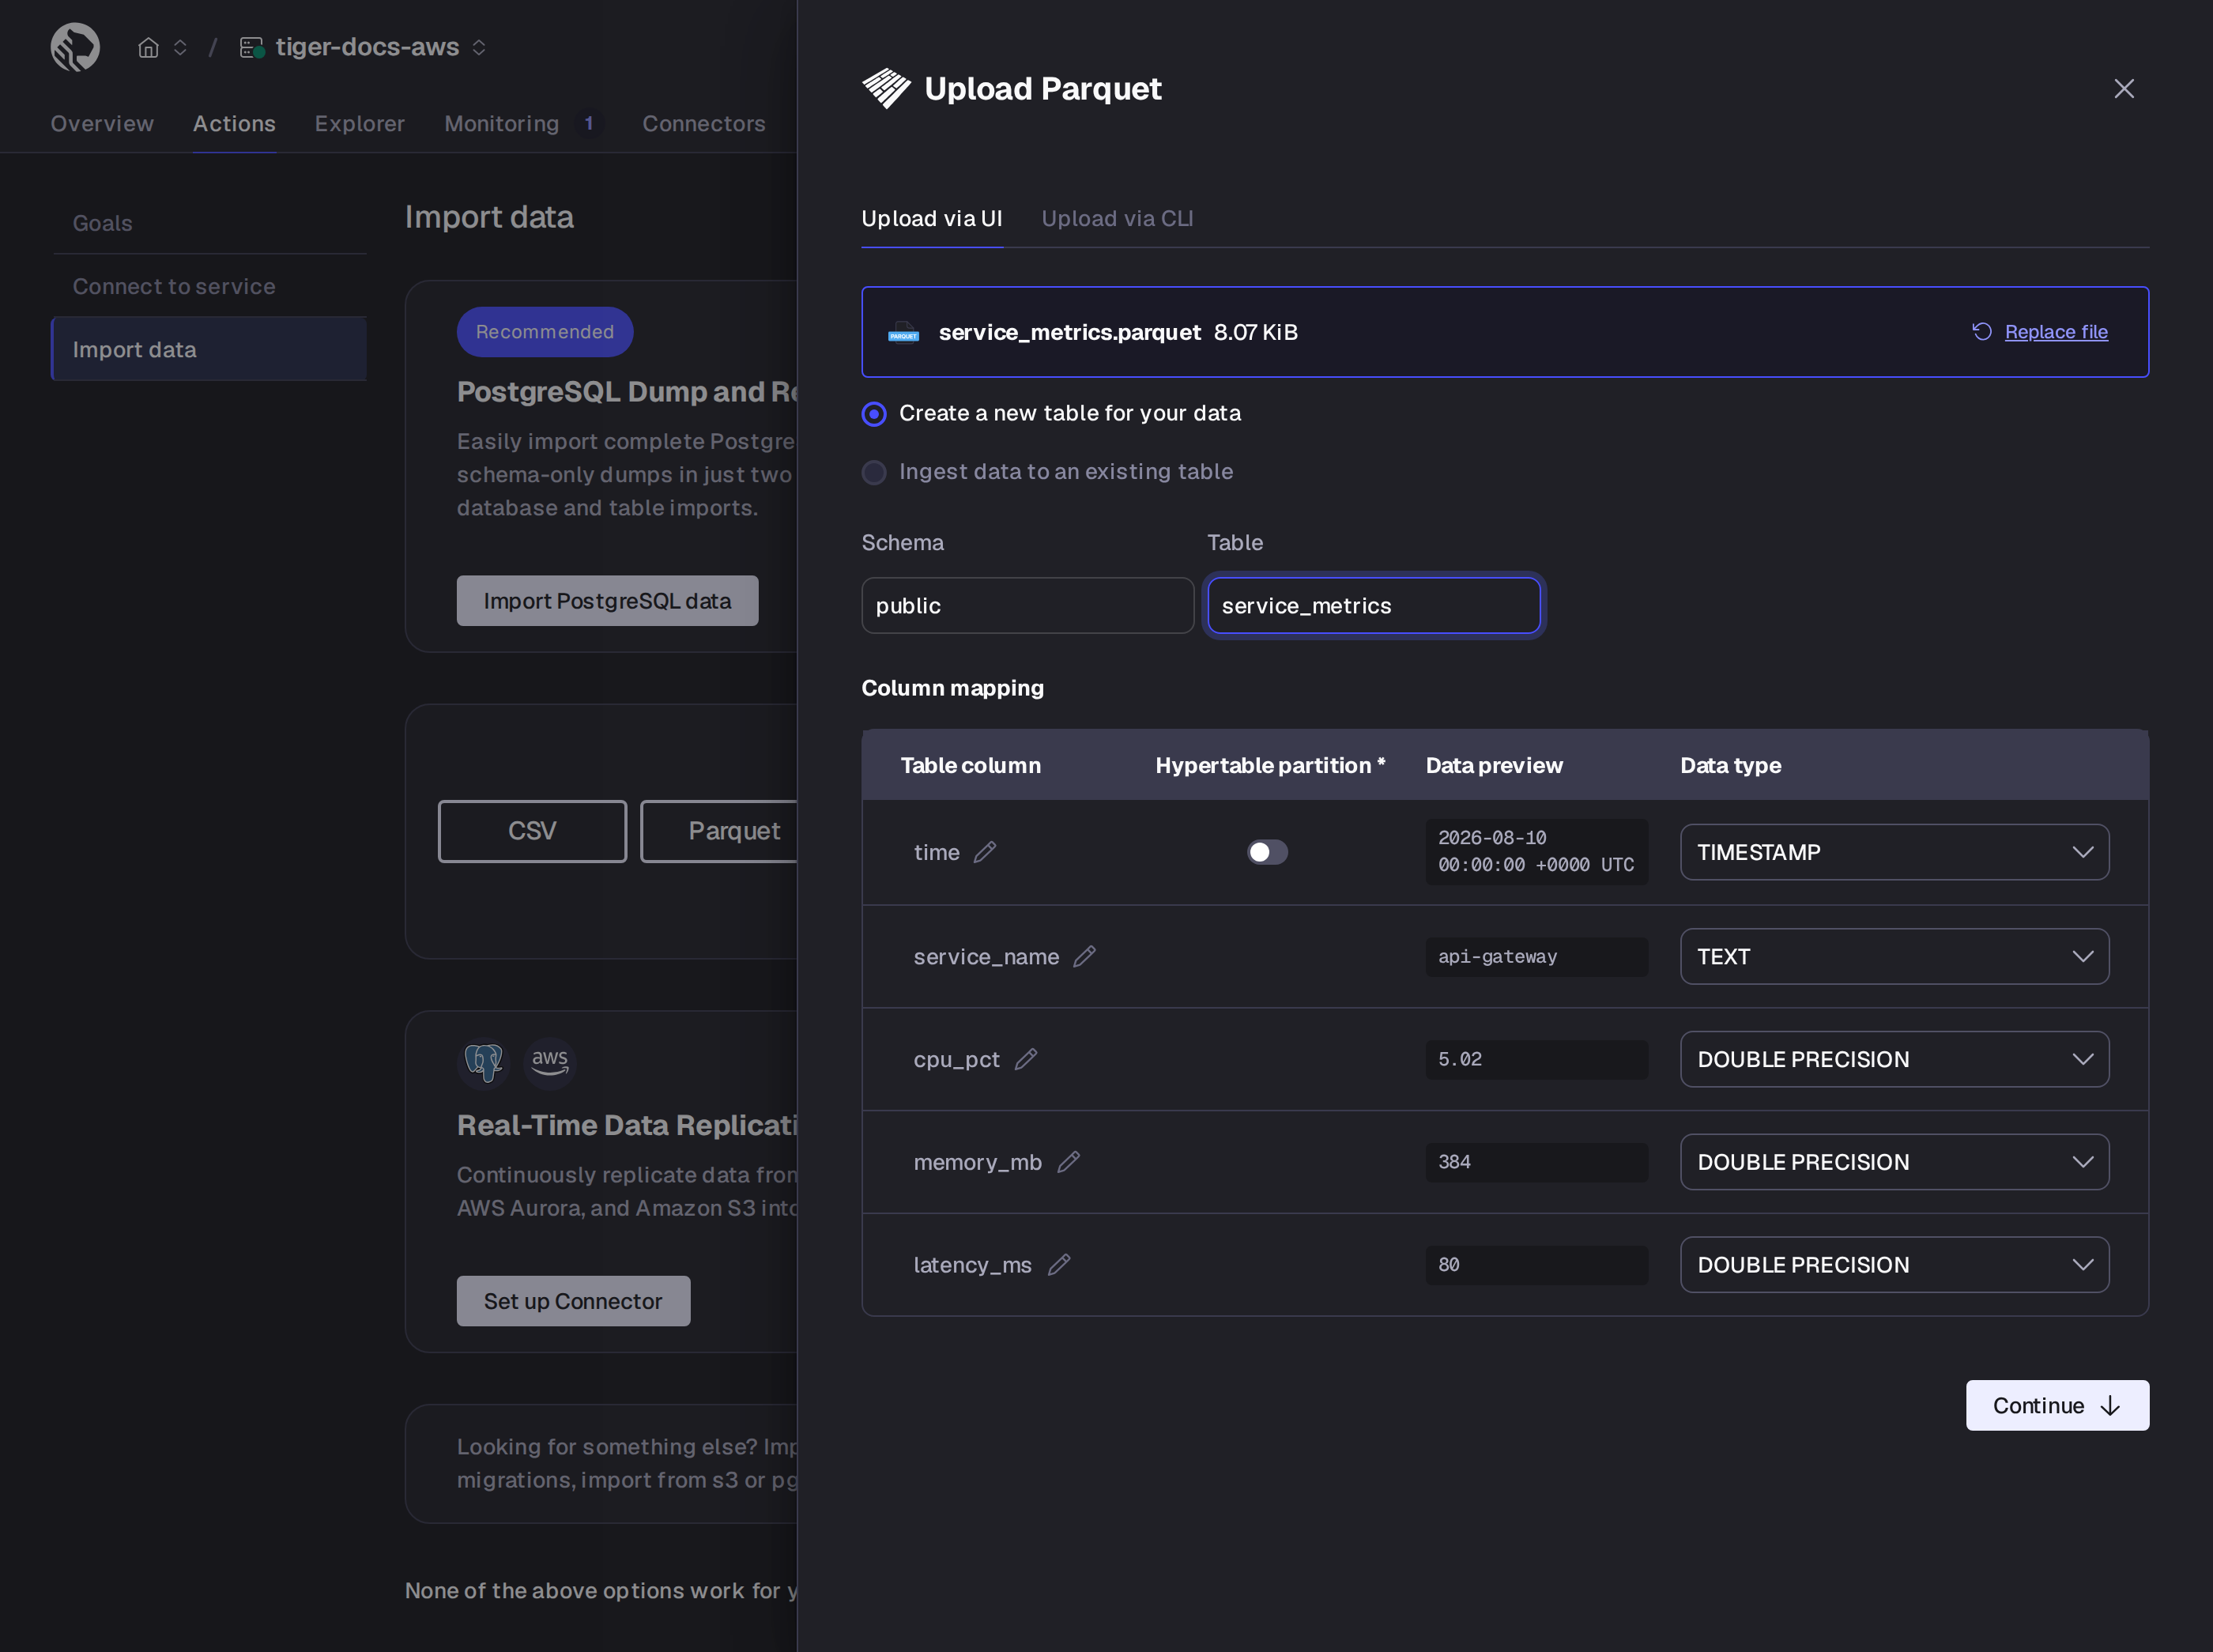 tiger-docs-aws
Overview
Actions
Explorer
Monitoring 1
Connectors
Goals
Connect to service
Import data
Import data
Recommended
PostgreSQL Dump and Re
Easily import complete Postgre
schema-only dumps in just two
database and table imports.
Import PostgreSQL data
CSV
Parquet
aws
Real-Time Data Replicati
Continuously replicate data from
AWS Aurora, and Amazon S3 into
Set up Connector
Looking for something else? Imp
migrations, import from s3 or pg
None of the above options work for y
Upload Parquet
Upload via UI
Upload via CLI
PARQUET
service_metrics.parquet 8.07 KiB
Replace file
Create a new table for your data
Ingest data to an existing table
Schema
Table
public
service_metrics
Column mapping
Table column
Hypertable partition *
Data preview
Data type
time
2026-08-10
00:00:00 +0000 UTC
TIMESTAMP
service_name
api-gateway
TEXT
cpu_pct
5.02
DOUBLE PRECISION
memory_mb
384
DOUBLE PRECISION
latency_ms
80
DOUBLE PRECISION
Continue